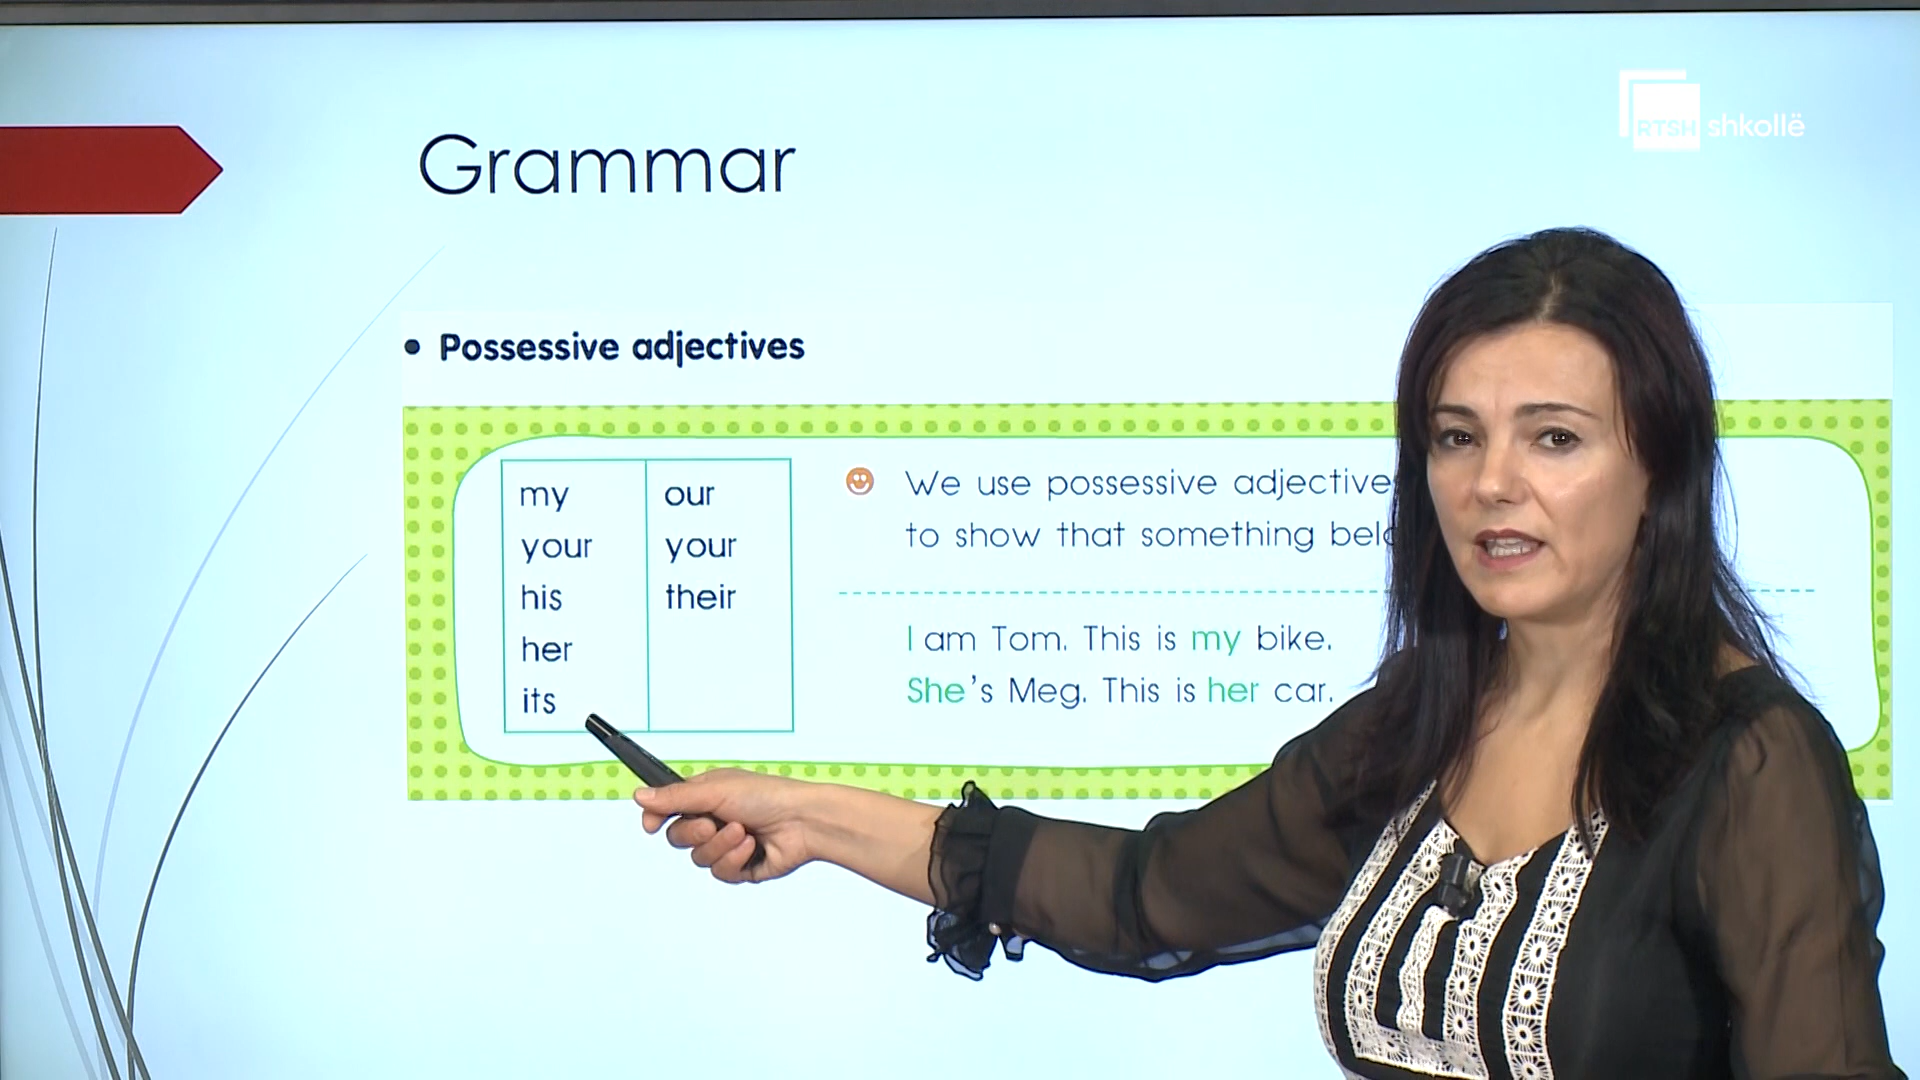 RTSH shkollë
Grammar
• Possessive adjectives
my our
your your
his their
her
its
We use possessive adjective
to show that something
I am Tom. This is my bike.
She's Meg. This is her car.